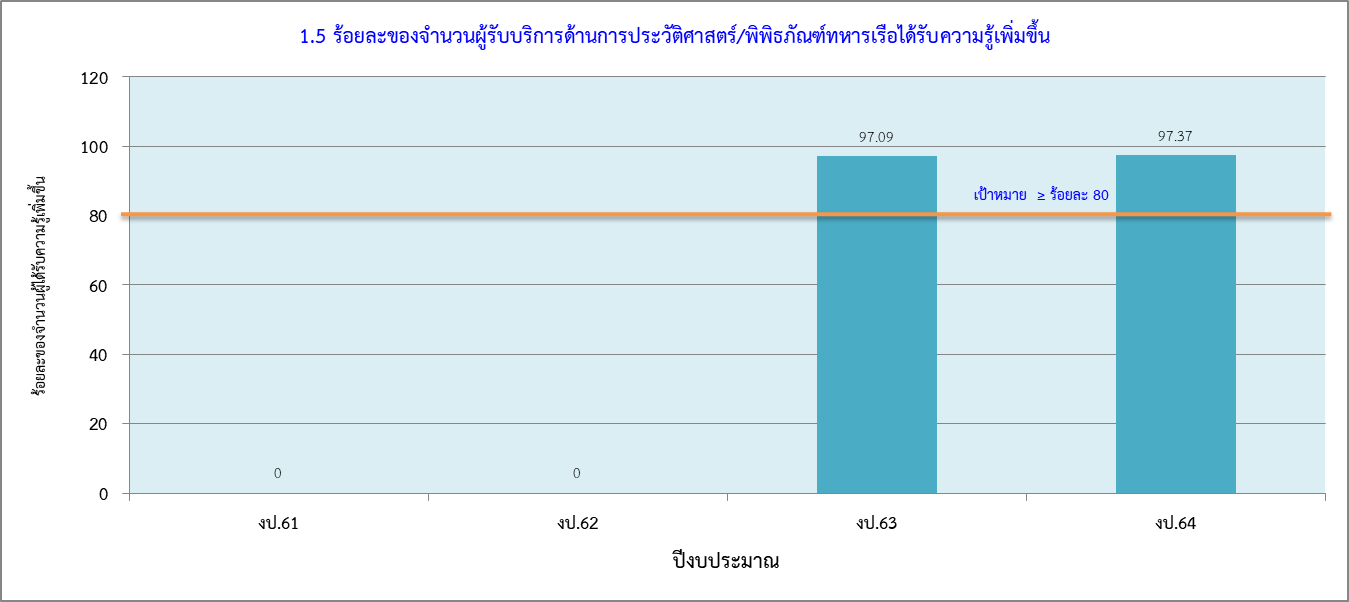 1.5 ร้อยละของจำนวนผู้รับบริการด้านการประวัติศาสตร์/พิพิธภัณฑ์ทหารเรือได้รับความรู้เพิ่มขึ้น
ร้อยละของจำนวนผู้ได้รับความรู้เพิ่มขึ้น
120
100
80
60
40
20
0
0
0
97.09
97.37
เป้าหมาย ≥ ร้อยละ 80
งป.61
งป.62
งป.63
งป.64
ปีงบประมาณ